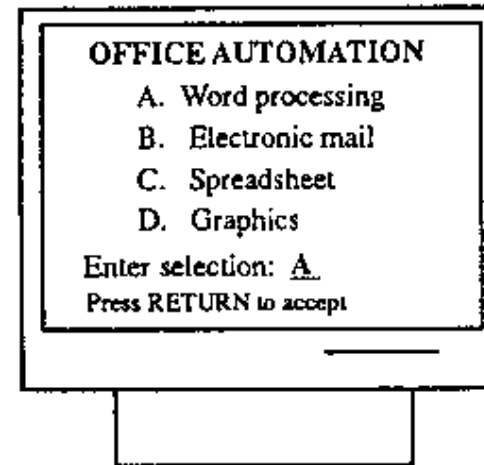 OFFICE AUTOMATION
A. Word processing
B. Electronic mail
C. Spreadsheet
D. Graphics
Enter selection: A
Press RETURN to accept